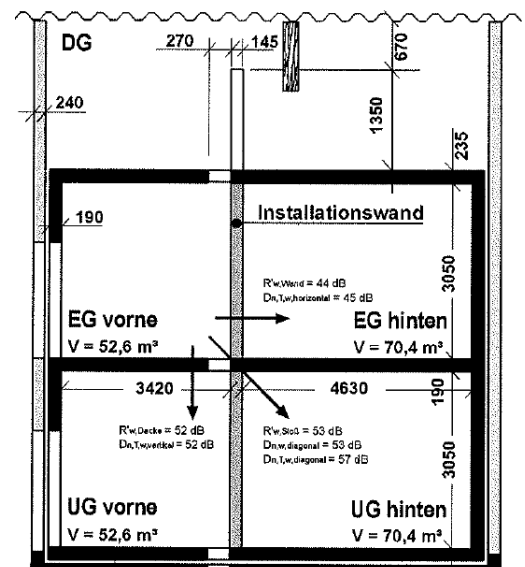 DG
270
145
670
240
1350
235
190
Installationswand
3050
R'w,Wand = 44 dB
Dn,T,w,horizontal = 45 dB
EG vorne
V = 52,6 m³
EG hinten
V = 70,4 m³
3420
4630
190
R'w,Decke = 52 dB
Dn,T,w,vertikal = 52 dB
R'w,Stoß = 53 dB
Dn,w,diagonal = 53 dB
Dn,T,w,diagonal = 57 dB
3050
UG vorne
V = 52,6 m³
UG hinten
V = 70,4 m³